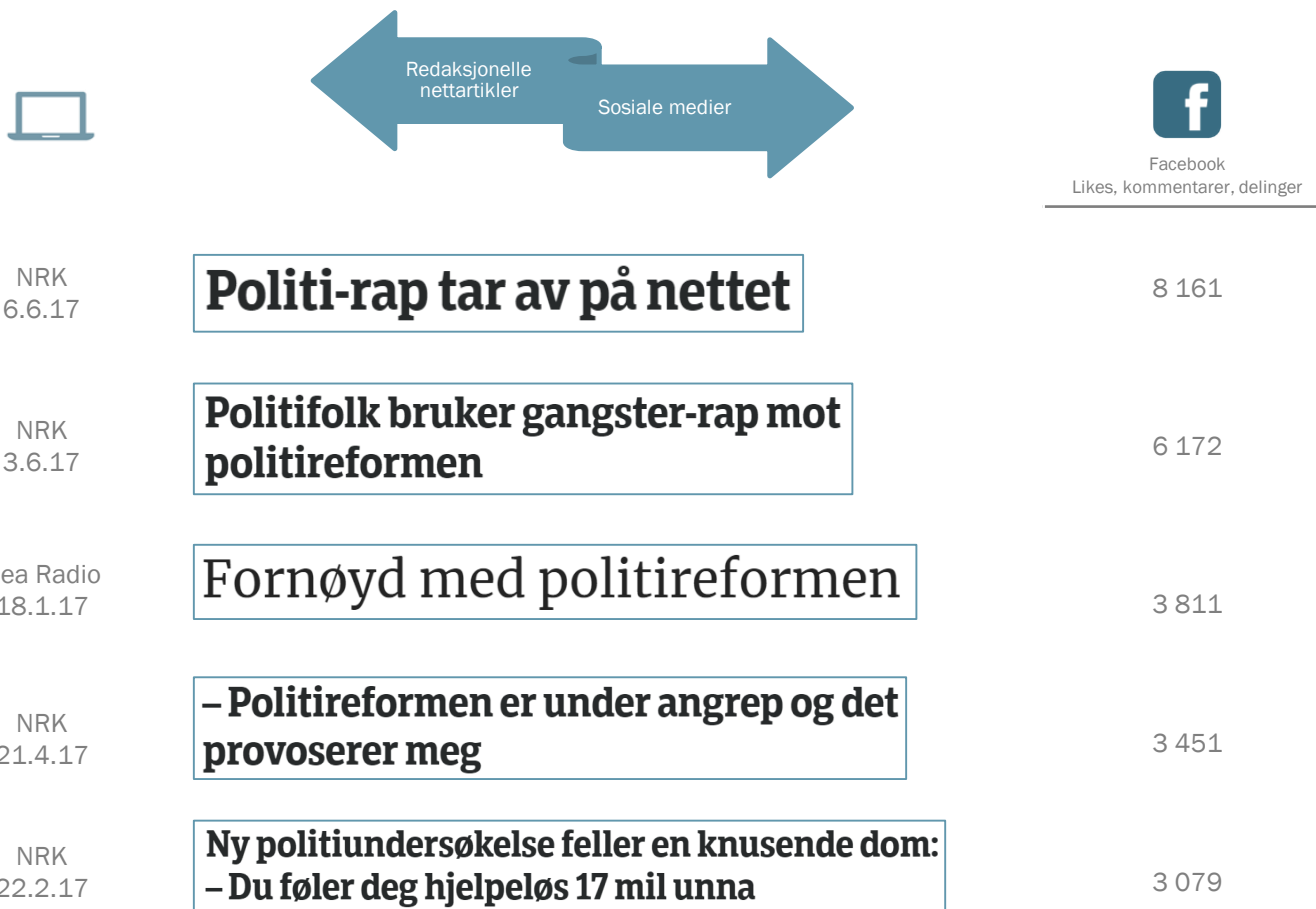 Redaksjonelle
nettartikler
Sosiale medier
f
Facebook
Likes, kommentarer, delinger
NRK
6.6.17
Politi-rap tar av på nettet
8 161
NRK
3.6.17
Politifolk bruker gangster-rap mot
politireformen
6 172
ea Radio
18.1.17
Fornøyd med politireformen
3 811
NRK
21.4.17
– Politireformen er under angrep og det
provoserer meg
3 451
NRK
22.2.17
Ny politiundersøkelse feller en knusende dom:
– Du føler deg hjelpeløs 17 mil unna
3 079